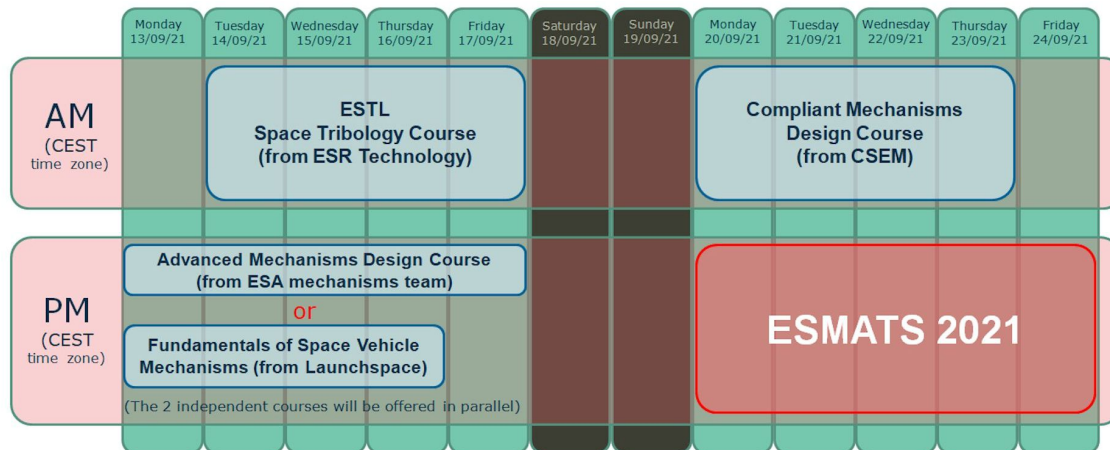 Monday
13/09/21
Tuesday
14/09/21
Wednesday
15/09/21
Thursday
16/09/21
Friday
17/09/21
Saturday
18/09/21
Sunday
19/09/21
Monday
20/09/21
Tuesday
21/09/21
Wednesday
22/09/21
Thursday
23/09/21
Friday
24/09/21
AM
(CEST
time zone)
ESTL
Space Tribology Course
(from ESR Technology)
Compliant Mechanisms
Design Course
(from CSEM)
PM
(CEST
time zone)
Advanced Mechanisms Design Course
(from ESA mechanisms team)
or
Fundamentals of Space Vehicle
Mechanisms (from Launchspace)
(The 2 independent courses will be offered in parallel)
ESMATS 2021